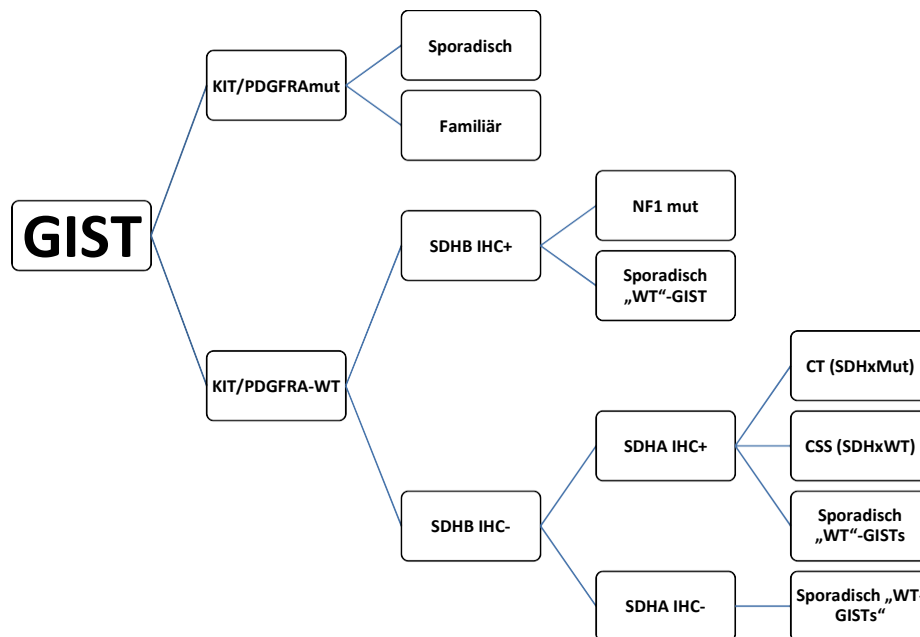 GIST
KIT/PDGFRAmut
Sporadisch
Familiär
KIT/PDGFRA-WT
SDHB IHC+
NF1 mut
Sporadisch
„WT“-GIST
SDHB IHC-
SDHA IHC+
CT (SDHxMut)
CSS (SDHxWT)
Sporadisch
„WT“-GISTs
SDHA IHC-
Sporadisch „WT-
GISTs“